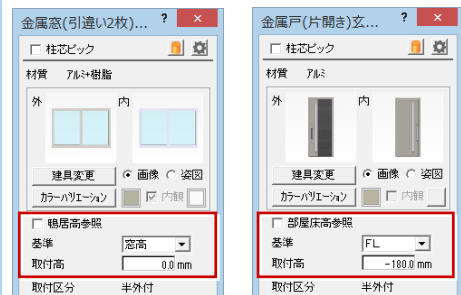 金属窓(引違い2枚)... ? ×
□ 柱芯ピック
材質 アルミ+樹脂
外 内
建具変更 画像 姿図
カラーバリエーション 内観
鴨居高参照
基準 窓高
取付高 0.0 mm
取付区分 半外付
金属戸(片開き)玄... ? ×
□ 柱芯ピック
材質 アルミ
外 内
建具変更 画像 姿図
カラーバリエーション 内観
部屋床高参照
基準 FL
取付高 -180.0 mm
取付区分 半外付